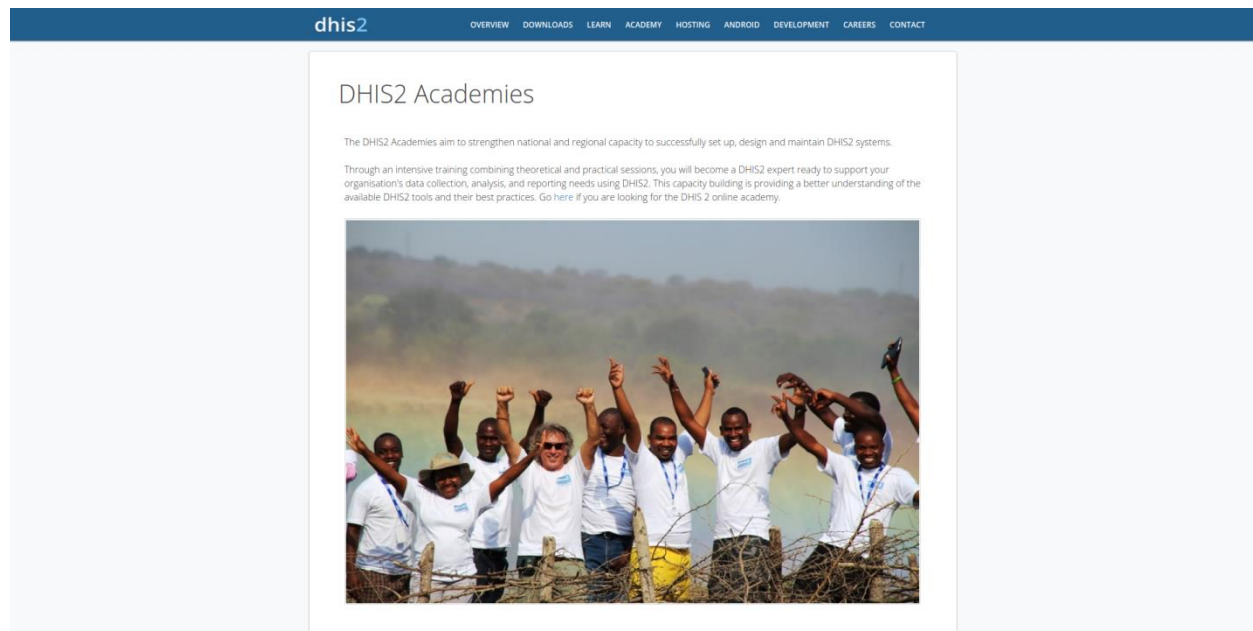 dhis2 OVERVIEW DOWNLOADS LEARN ACADEMY HOSTING ANDROID DEVELOPMENT CAREERS CONTACT
DHIS2 Academies
The DHIS2 Academies aim to strengthen national and regional capacity to successfully set up, design and maintain DHIS2 systems.
Through an intensive training combining theoretical and practical sessions, you will become a DHIS2 expert ready to support your
organisation's data collection, analysis, and reporting needs using DHIS2. This capacity building is providing a better understanding of the
available DHIS2 tools and their best practices. Go here if you are looking for the DHIS 2 online academy.